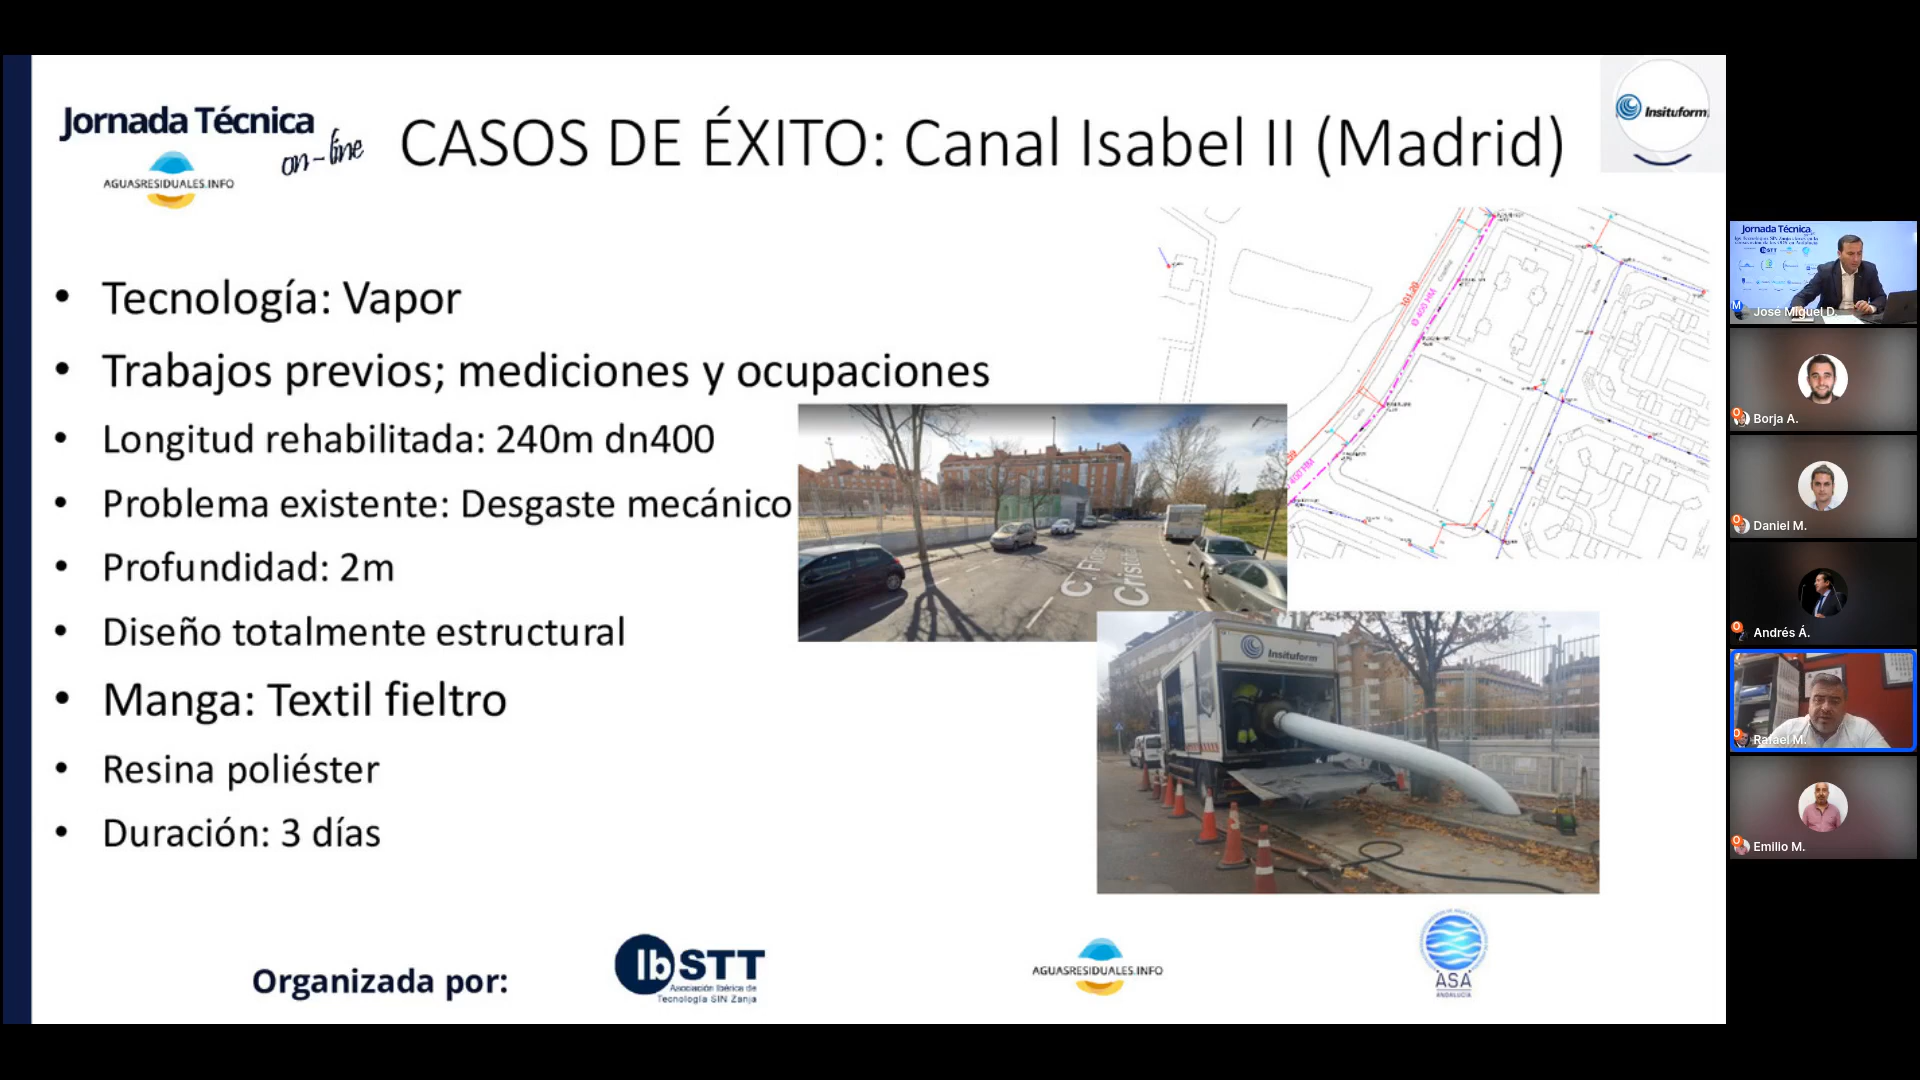 Jornada Técnica
on-line
AGUASRESIDUALES.INFO
CASOS DE ÉXITO: Canal Isabel II (Madrid)
Insituform
• Tecnología: Vapor
• Trabajos previos; mediciones y ocupaciones
• Longitud rehabilitada: 240m dn400
• Problema existente: Desgaste mecánico
• Profundidad: 2m
• Diseño totalmente estructural
• Manga: Textil fieltro
• Resina poliéster
• Duración: 3 días
Insituform
Organizada por:
IbSTT
Asociación Ibérica de
Tecnología SIN Zanja
AGUASRESIDUALES.INFO
ASA
ANDALUCÍA
Jornada Técnica
IbSTT
José Miguel D.
Borja A.
Daniel M.
Andrés Á.
Rafael M.
Emilio M.